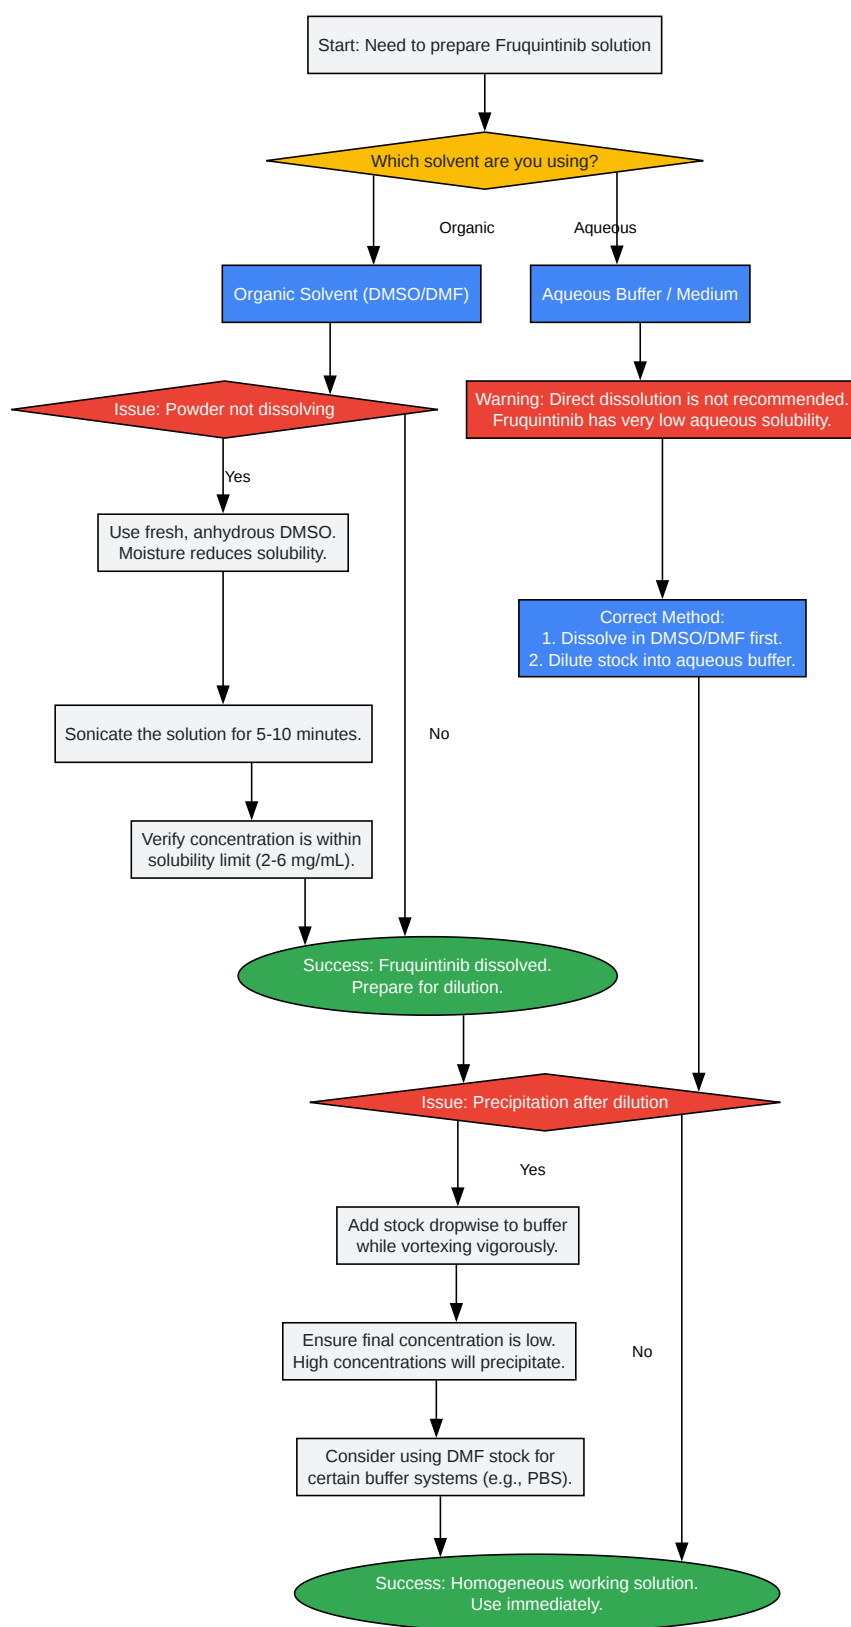 Start: Need to prepare Fruquintinib solution
Which solvent are you using?
Organic
Aqueous
Organic Solvent (DMSO/DMF)
Aqueous Buffer / Medium
Issue: Powder not dissolving
Warning: Direct dissolution is not recommended.
Fruquintinib has very low aqueous solubility.
Yes
Use fresh, anhydrous DMSO.
Moisture reduces solubility.
Correct Method:
1. Dissolve in DMSO/DMF first.
2. Dilute stock into aqueous buffer.
Sonicate the solution for 5-10 minutes.
No
Verify concentration is within
solubility limit (2-6 mg/mL).
Success: Fruquintinib dissolved.
Prepare for dilution.
Issue: Precipitation after dilution
Yes
Add stock dropwise to buffer
while vortexing vigorously.
Ensure final concentration is low.
High concentrations will precipitate.
No
Consider using DMF stock for
certain buffer systems (e.g., PBS).
Success: Homogeneous working solution.
Use immediately.